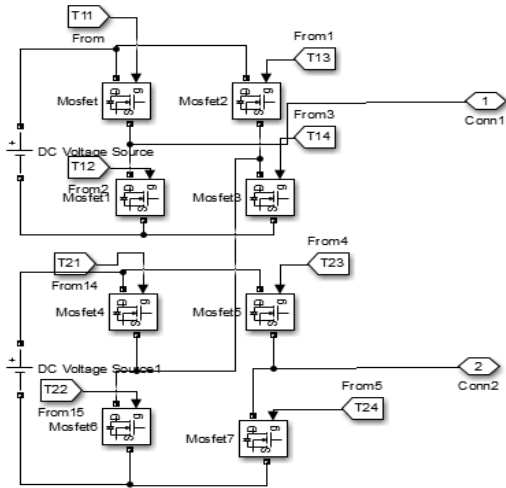 T11
From
From1
T13
Mosfet
Mosfet2
g
D
S
g
D
S
From3
1
Conn1
T14
DC Voltage Source
+
T12
From2
Mosfet1
Mosfet3
g
D
S
g
D
S
From4
T21
T23
From14
Mosfet4
Mosfet5
g
D
S
g
D
S
+
DC Voltage Source1
2
Conn2
T22
From5
T24
From15
Mosfet6
Mosfet7
g
D
S
g
D
S